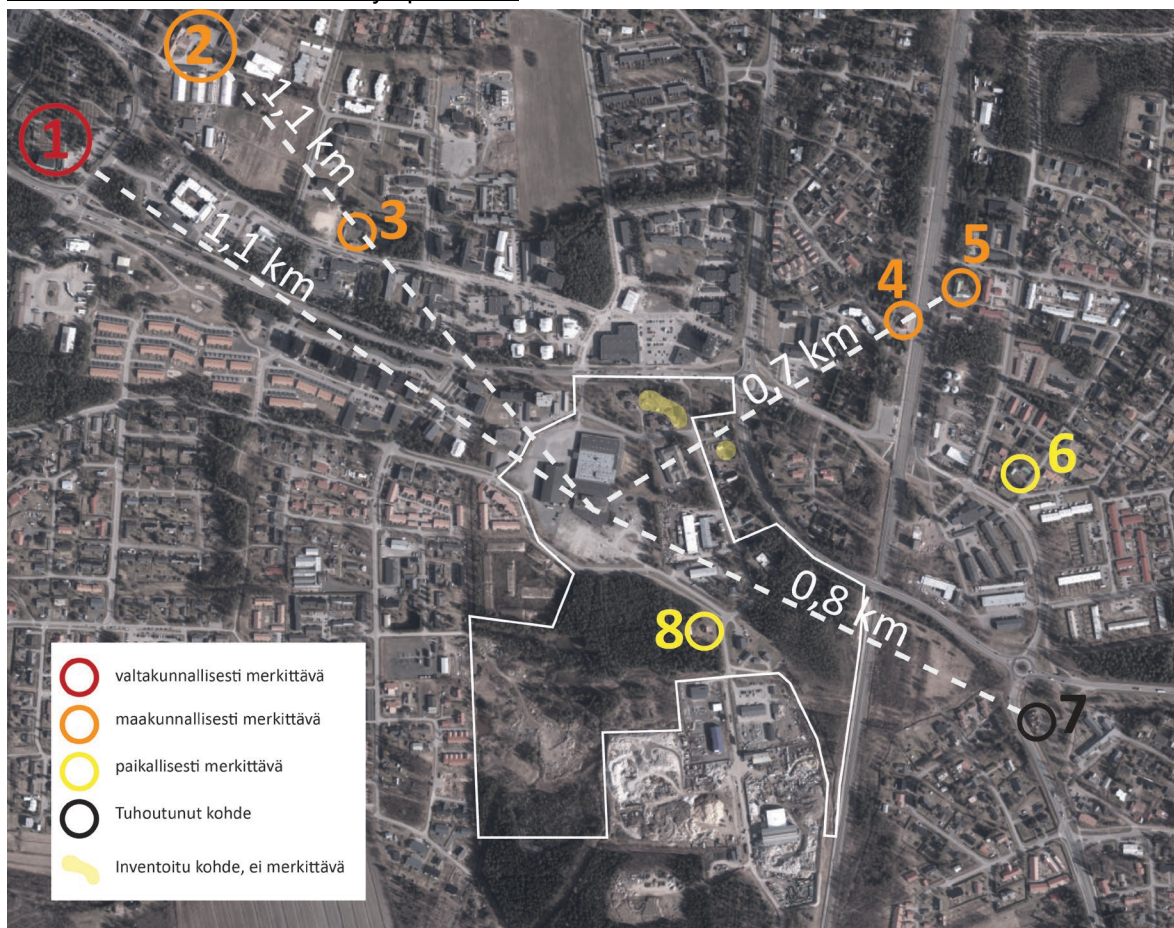 2
1
1,1 km
3
1,1 km
5
4
0,7 km
6
0,8 km
8
7
valtakunnallisesti merkittävä
maakunnallisesti merkittävä
paikallisesti merkittävä
Tuhoutunut kohde
Inventoitu kohde, ei merkittävä